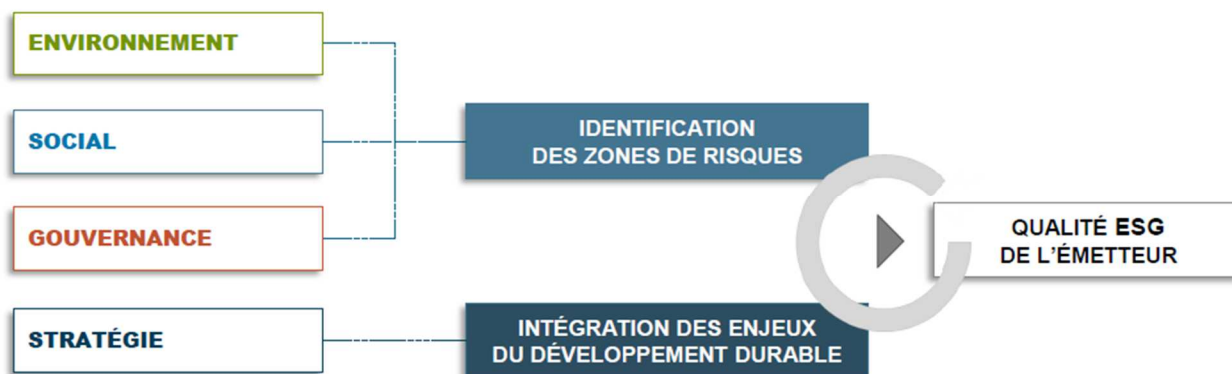 ENVIRONNEMENT
SOCIAL
GOUVERNANCE
STRATÉGIE
IDENTIFICATION
DES ZONES DE RISQUES
INTÉGRATION DES ENJEUX
DU DÉVELOPPEMENT DURABLE
QUALITÉ ESG
DE L'ÉMETTEUR